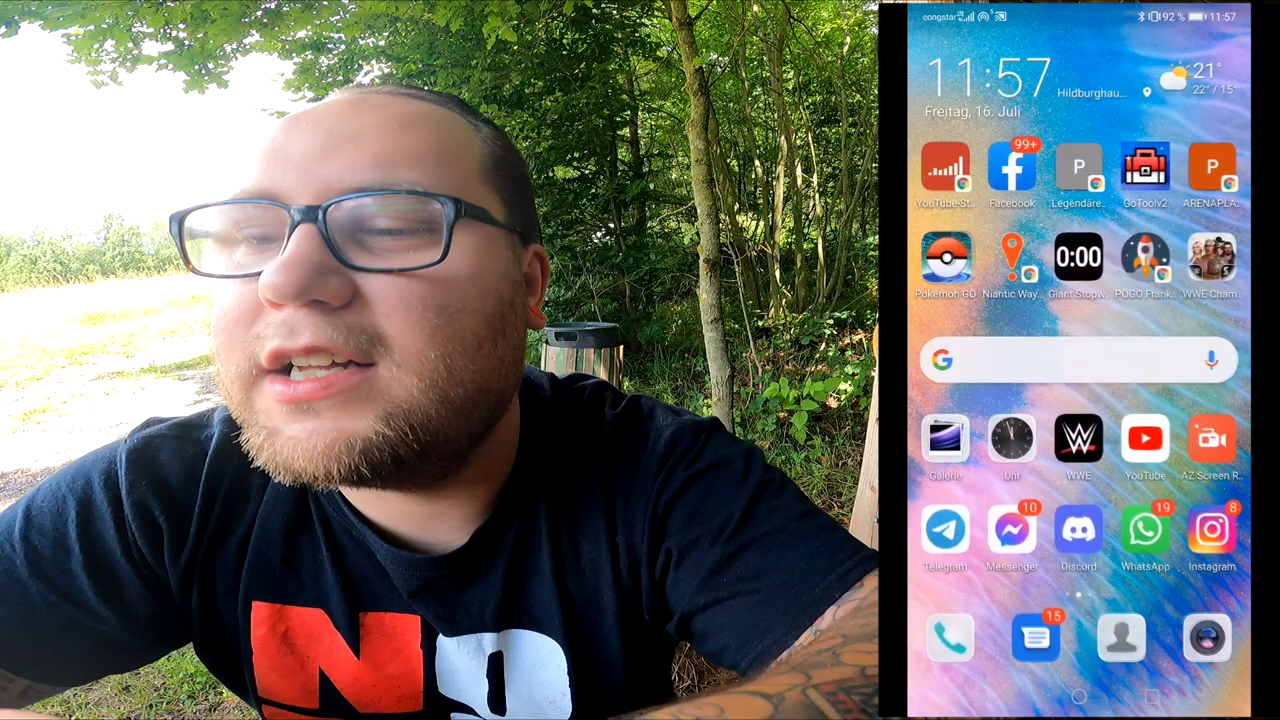 congstar
92 % 11:57
11:57
Hildburghau...
21°
22° / 15°
Freitag, 16. Juli
99+
P
P
YouTube-St..
Facebook
Legendäre..
GoToolv2
ARENAPLA..
0:00
Pokémon GO
Niantic Way..
Giant Stopw..
POGO Frank..
WWE Cham..
G
W
Galerie
Uhr
WWE
YouTube
AZ Screen R..
10
19
8
Telegram
Messenger
Discord
WhatsApp
Instagram
15